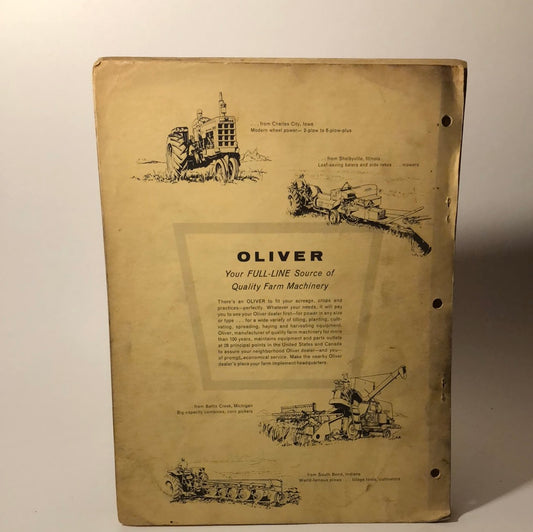 ...from Charles City, Iowa
Modern wheel power— 2-plow to 8-plow-plus
...from Shelbyville, Illinois
Leaf-saving balers and side rakes ... mowers
OLIVER
Your FULL-LINE Source of
Quality Farm Machinery
There's an OLIVER to fit your acreage, crops and
practices—perfectly. Whatever your needs, it will pay
you to see your Oliver dealer first—for power in any size
or type . . . for a wide variety of tilling, planting, culti-
vating, spreading, haying and harvesting equipment.
Oliver, manufacturer of quality farm machinery for more
than 100 years, maintains equipment and parts outlets
at 28 principal points in the United States and Canada
to assure your neighborhood Oliver dealer—and you—
of prompt, economical service. Make the nearby Oliver
dealer's place your farm implement headquarters.
...from Battle Creek, Michigan
Big-capacity combines, corn pickers
...from South Bend, Indiana
World-famous plows ... tillage tools, cultivators